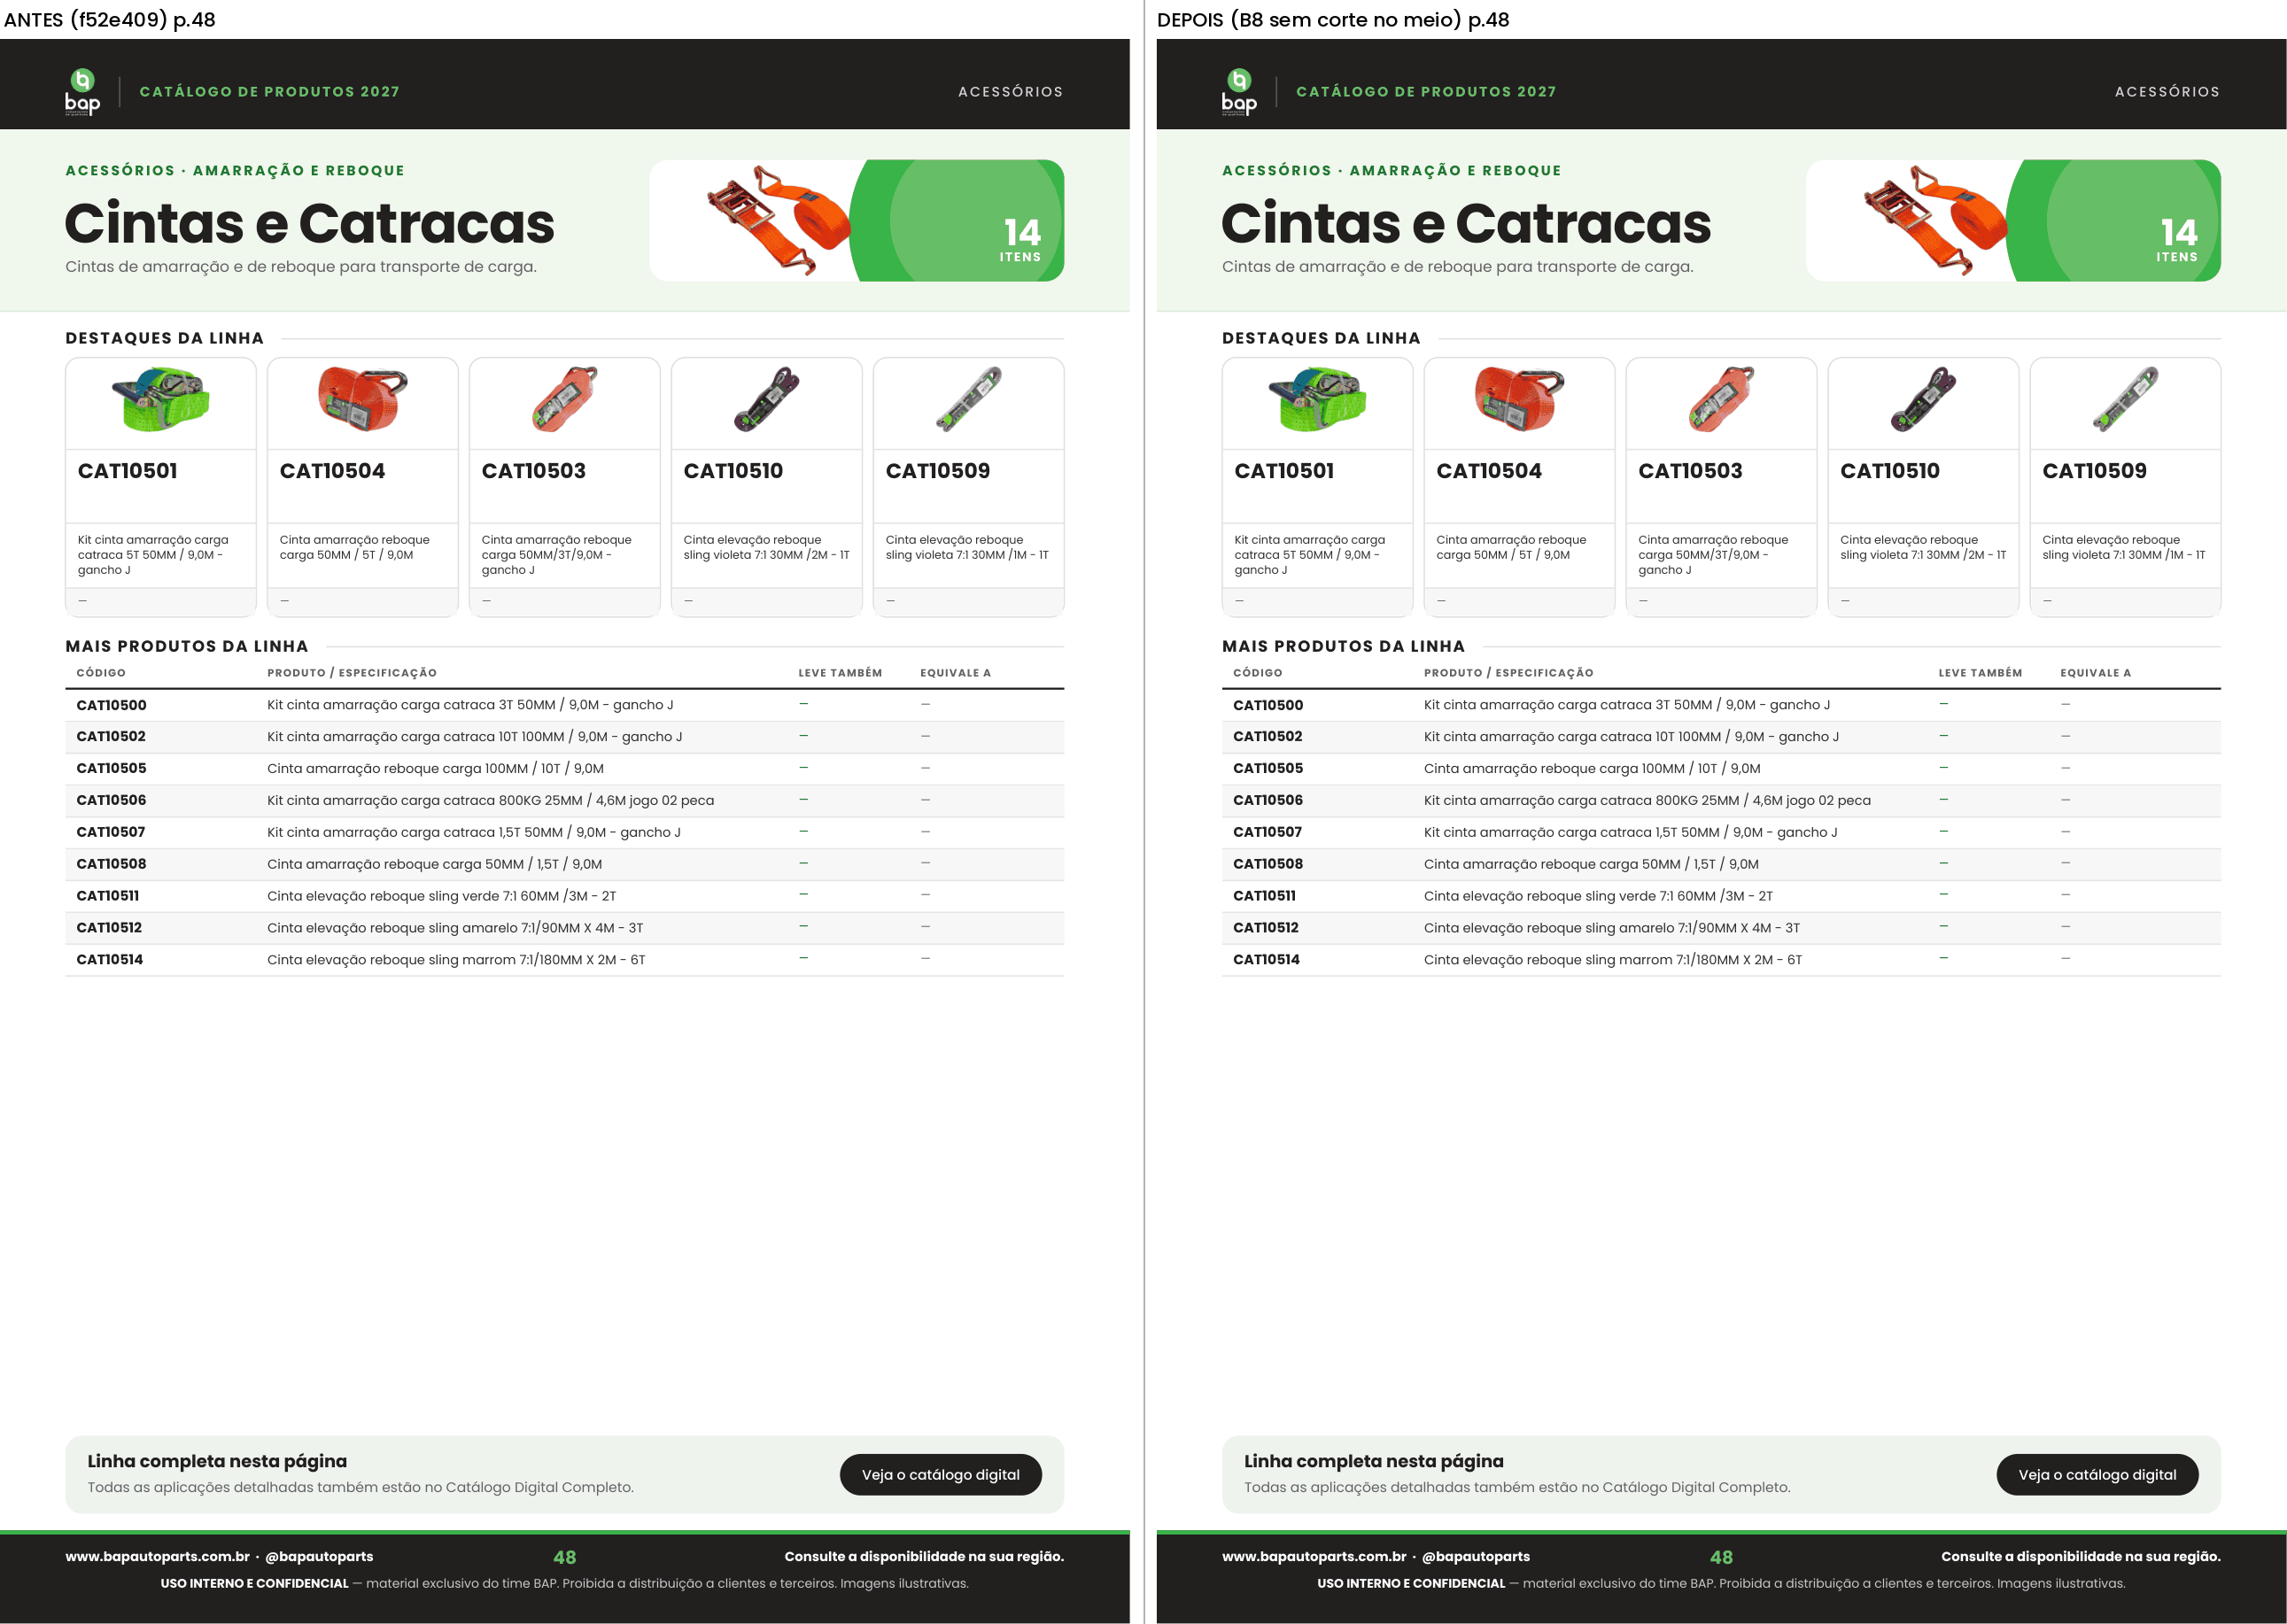 ANTES (f52e409) p.48
bap
CATÁLOGO DE PRODUTOS 2027
ACESSÓRIOS
ACESSÓRIOS · AMARRAÇÃO E REBOQUE
Cintas e Catracas
Cintas de amarração e de reboque para transporte de carga.
14
ITENS
DESTAQUES DA LINHA
CAT10501
Kit cinta amarração carga
catraca 5T 50MM / 9,0M -
gancho J
—
CAT10504
Cinta amarração reboque
carga 50MM / 5T / 9,0M
—
CAT10503
Cinta amarração reboque
carga 50MM/3T/9,0M -
gancho J
—
CAT10510
Cinta elevação reboque
sling violeta 7:1 30MM /2M - 1T
—
CAT10509
Cinta elevação reboque
sling violeta 7:1 30MM /1M - 1T
—
MAIS PRODUTOS DA LINHA
CÓDIGO PRODUTO / ESPECIFICAÇÃO LEVE TAMBÉM EQUIVALE A
CAT10500 Kit cinta amarração carga catraca 3T 50MM / 9,0M - gancho J — —
CAT10502 Kit cinta amarração carga catraca 10T 100MM / 9,0M - gancho J — —
CAT10505 Cinta amarração reboque carga 100MM / 10T / 9,0M — —
CAT10506 Kit cinta amarração carga catraca 800KG 25MM / 4,6M jogo 02 peca — —
CAT10507 Kit cinta amarração carga catraca 1,5T 50MM / 9,0M - gancho J — —
CAT10508 Cinta amarração reboque carga 50MM / 1,5T / 9,0M — —
CAT10511 Cinta elevação reboque sling verde 7:1 60MM /3M - 2T — —
CAT10512 Cinta elevação reboque sling amarelo 7:1/90MM X 4M - 3T — —
CAT10514 Cinta elevação reboque sling marrom 7:1/180MM X 2M - 6T — —
Linha completa nesta página
Todas as aplicações detalhadas também estão no Catálogo Digital Completo.
Veja o catálogo digital
www.bapautoparts.com.br · @bapautoparts
48
Consulte a disponibilidade na sua região.
USO INTERNO E CONFIDENCIAL — material exclusivo do time BAP. Proibida a distribuição a clientes e terceiros. Imagens ilustrativas.
DEPOIS (B8 sem corte no meio) p.48
bap
CATÁLOGO DE PRODUTOS 2027
ACESSÓRIOS
ACESSÓRIOS · AMARRAÇÃO E REBOQUE
Cintas e Catracas
Cintas de amarração e de reboque para transporte de carga.
14
ITENS
DESTAQUES DA LINHA
CAT10501
Kit cinta amarração carga
catraca 5T 50MM / 9,0M -
gancho J
—
CAT10504
Cinta amarração reboque
carga 50MM / 5T / 9,0M
—
CAT10503
Cinta amarração reboque
carga 50MM/3T/9,0M -
gancho J
—
CAT10510
Cinta elevação reboque
sling violeta 7:1 30MM /2M - 1T
—
CAT10509
Cinta elevação reboque
sling violeta 7:1 30MM /1M - 1T
—
MAIS PRODUTOS DA LINHA
CÓDIGO PRODUTO / ESPECIFICAÇÃO LEVE TAMBÉM EQUIVALE A
CAT10500 Kit cinta amarração carga catraca 3T 50MM / 9,0M - gancho J — —
CAT10502 Kit cinta amarração carga catraca 10T 100MM / 9,0M - gancho J — —
CAT10505 Cinta amarração reboque carga 100MM / 10T / 9,0M — —
CAT10506 Kit cinta amarração carga catraca 800KG 25MM / 4,6M jogo 02 peca — —
CAT10507 Kit cinta amarração carga catraca 1,5T 50MM / 9,0M - gancho J — —
CAT10508 Cinta amarração reboque carga 50MM / 1,5T / 9,0M — —
CAT10511 Cinta elevação reboque sling verde 7:1 60MM /3M - 2T — —
CAT10512 Cinta elevação reboque sling amarelo 7:1/90MM X 4M - 3T — —
CAT10514 Cinta elevação reboque sling marrom 7:1/180MM X 2M - 6T — —
Linha completa nesta página
Todas as aplicações detalhadas também estão no Catálogo Digital Completo.
Veja o catálogo digital
www.bapautoparts.com.br · @bapautoparts
48
Consulte a disponibilidade na sua região.
USO INTERNO E CONFIDENCIAL — material exclusivo do time BAP. Proibida a distribuição a clientes e terceiros. Imagens ilustrativas.